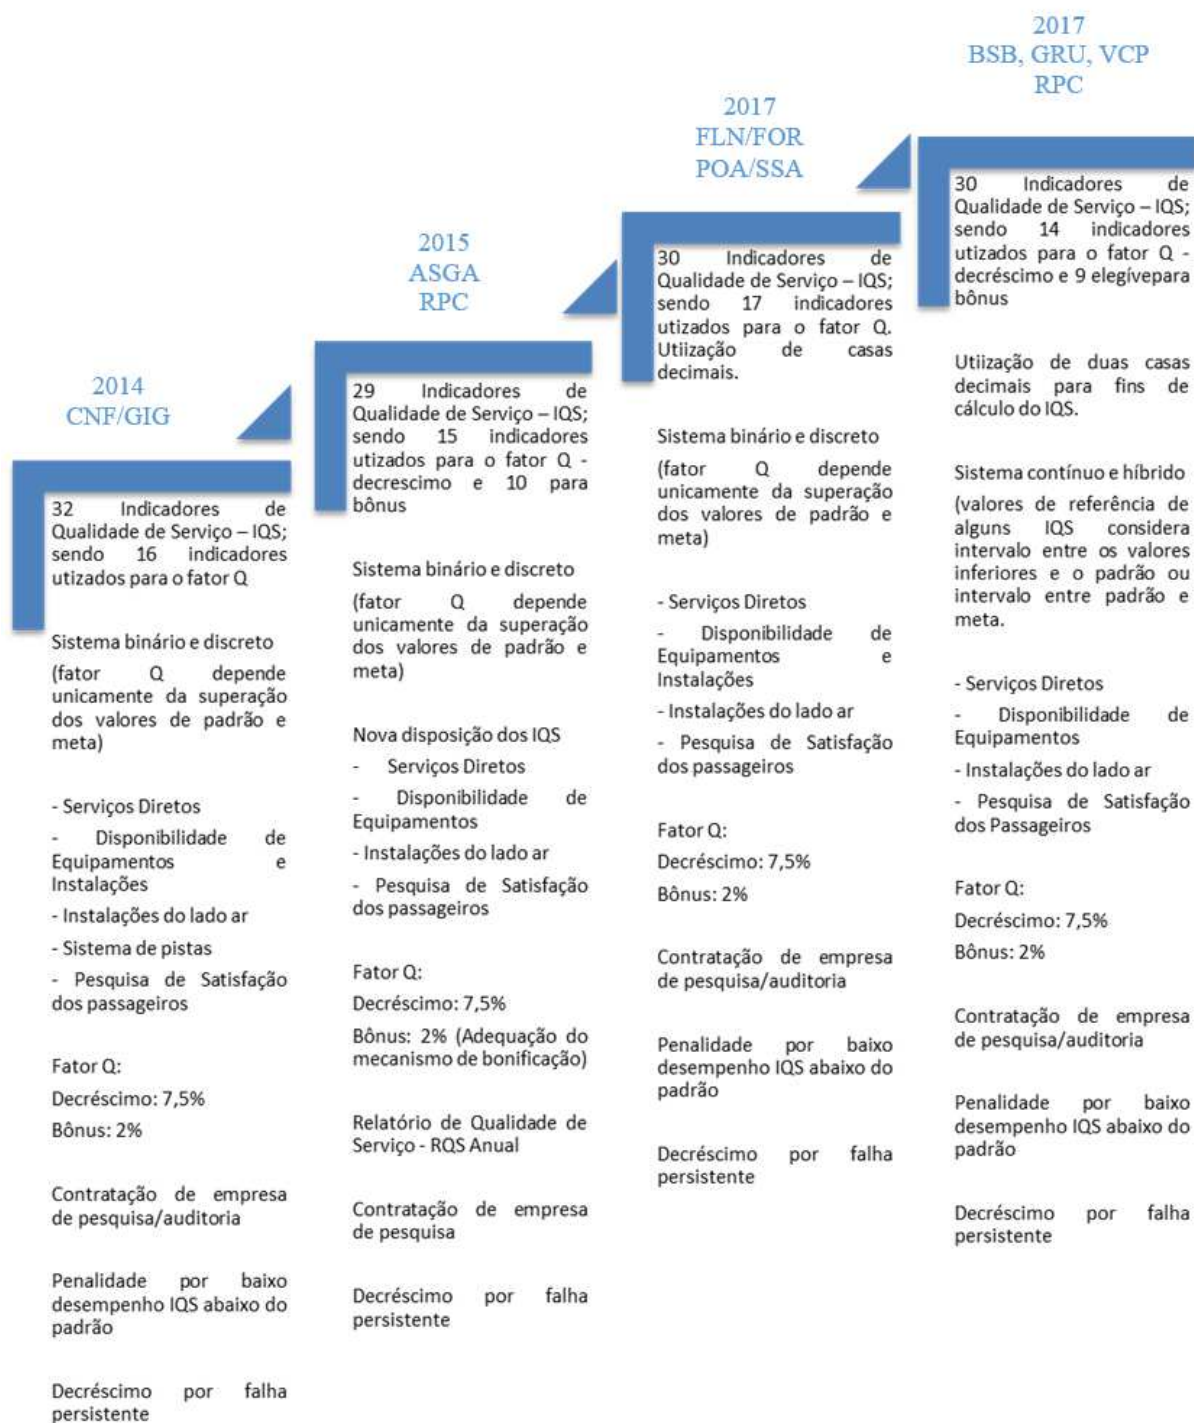 2014
CNF/GIG
32 Indicadores de
Qualidade de Serviço – IQS;
sendo 16 indicadores
utizados para o fator Q
Sistema binário e discreto
(fator Q depende
unicamente da superação
dos valores de padrão e
meta)
- Serviços Diretos
- Disponibilidade de
Equipamentos e
Instalações
- Instalações do lado ar
- Sistema de pistas
- Pesquisa de Satisfação
dos passageiros
Fator Q:
Decréscimo: 7,5%
Bônus: 2%
Contratação de empresa
de pesquisa/auditoria
Penalidade por baixo
desempenho IQS abaixo do
padrão
Decréscimo por falha
persistente
2015
ASGA
RPC
29 Indicadores de
Qualidade de Serviço – IQS;
sendo 15 indicadores
utizados para o fator Q -
decrescimo e 10 para
bônus
Sistema binário e discreto
(fator Q depende
unicamente da superação
dos valores de padrão e
meta)
Nova disposição dos IQS
- Serviços Diretos
- Disponibilidade de
Equipamentos
- Instalações do lado ar
- Pesquisa de Satisfação
dos passageiros
Fator Q:
Decréscimo: 7,5%
Bônus: 2% (Adequação do
mecanismo de bonificação)
Relatório de Qualidade de
Serviço - RQS Anual
Contratação de empresa
de pesquisa
Decréscimo por falha
persistente
2017
FLN/FOR
POA/SSA
30 Indicadores de
Qualidade de Serviço – IQS;
sendo 17 indicadores
utizados para o fator Q.
Utiização de casas
decimais.
Sistema binário e discreto
(fator Q depende
unicamente da superação
dos valores de padrão e
meta)
- Serviços Diretos
- Disponibilidade de
Equipamentos e
Instalações
- Instalações do lado ar
- Pesquisa de Satisfação
dos passageiros
Fator Q:
Decréscimo: 7,5%
Bônus: 2%
Contratação de empresa
de pesquisa/auditoria
Penalidade por baixo
desempenho IQS abaixo do
padrão
Decréscimo por falha
persistente
2017
BSB, GRU, VCP
RPC
30 Indicadores de
Qualidade de Serviço – IQS;
sendo 14 indicadores
utizados para o fator Q -
decréscimo e 9 elegívepara
bônus
Utiização de duas casas
decimais para fins de
cálculo do IQS.
Sistema contínuo e híbrido
(valores de referência de
alguns IQS considera
intervalo entre os valores
inferiores e o padrão ou
intervalo entre padrão e
meta.
- Serviços Diretos
- Disponibilidade de
Equipamentos
- Instalações do lado ar
- Pesquisa de Satisfação
dos Passageiros
Fator Q:
Decréscimo: 7,5%
Bônus: 2%
Contratação de empresa
de pesquisa/auditoria
Penalidade por baixo
desempenho IQS abaixo do
padrão
Decréscimo por falha
persistente